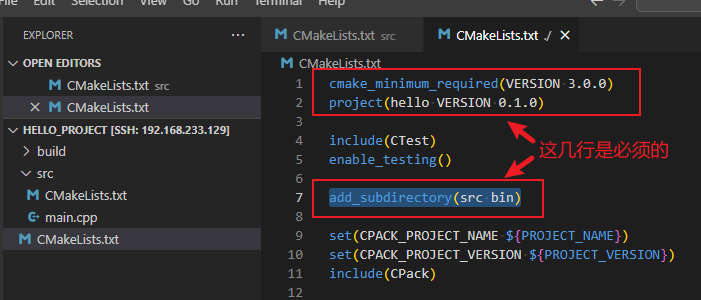 File Edit Selection View Go Run Terminal Help
EXPLORER
OPEN EDITORS
CMakeLists.txt src
CMakeLists.txt
HELLO_PROJECT [SSH: 192.168.233.129]
build
src
CMakeLists.txt
main.cpp
CMakeLists.txt
CMakeLists.txt src
CMakeLists.txt ./
CMakeLists.txt
1 cmake_minimum_required(VERSION 3.0.0)
2 project(hello VERSION 0.1.0)
3
4 include(CTest)
5 enable_testing()
6
7 add_subdirectory(src bin)
8
9 set(CPACK_PROJECT_NAME ${PROJECT_NAME})
10 set(CPACK_PROJECT_VERSION ${PROJECT_VERSION})
11 include(CPack)
12
这几行是必须的